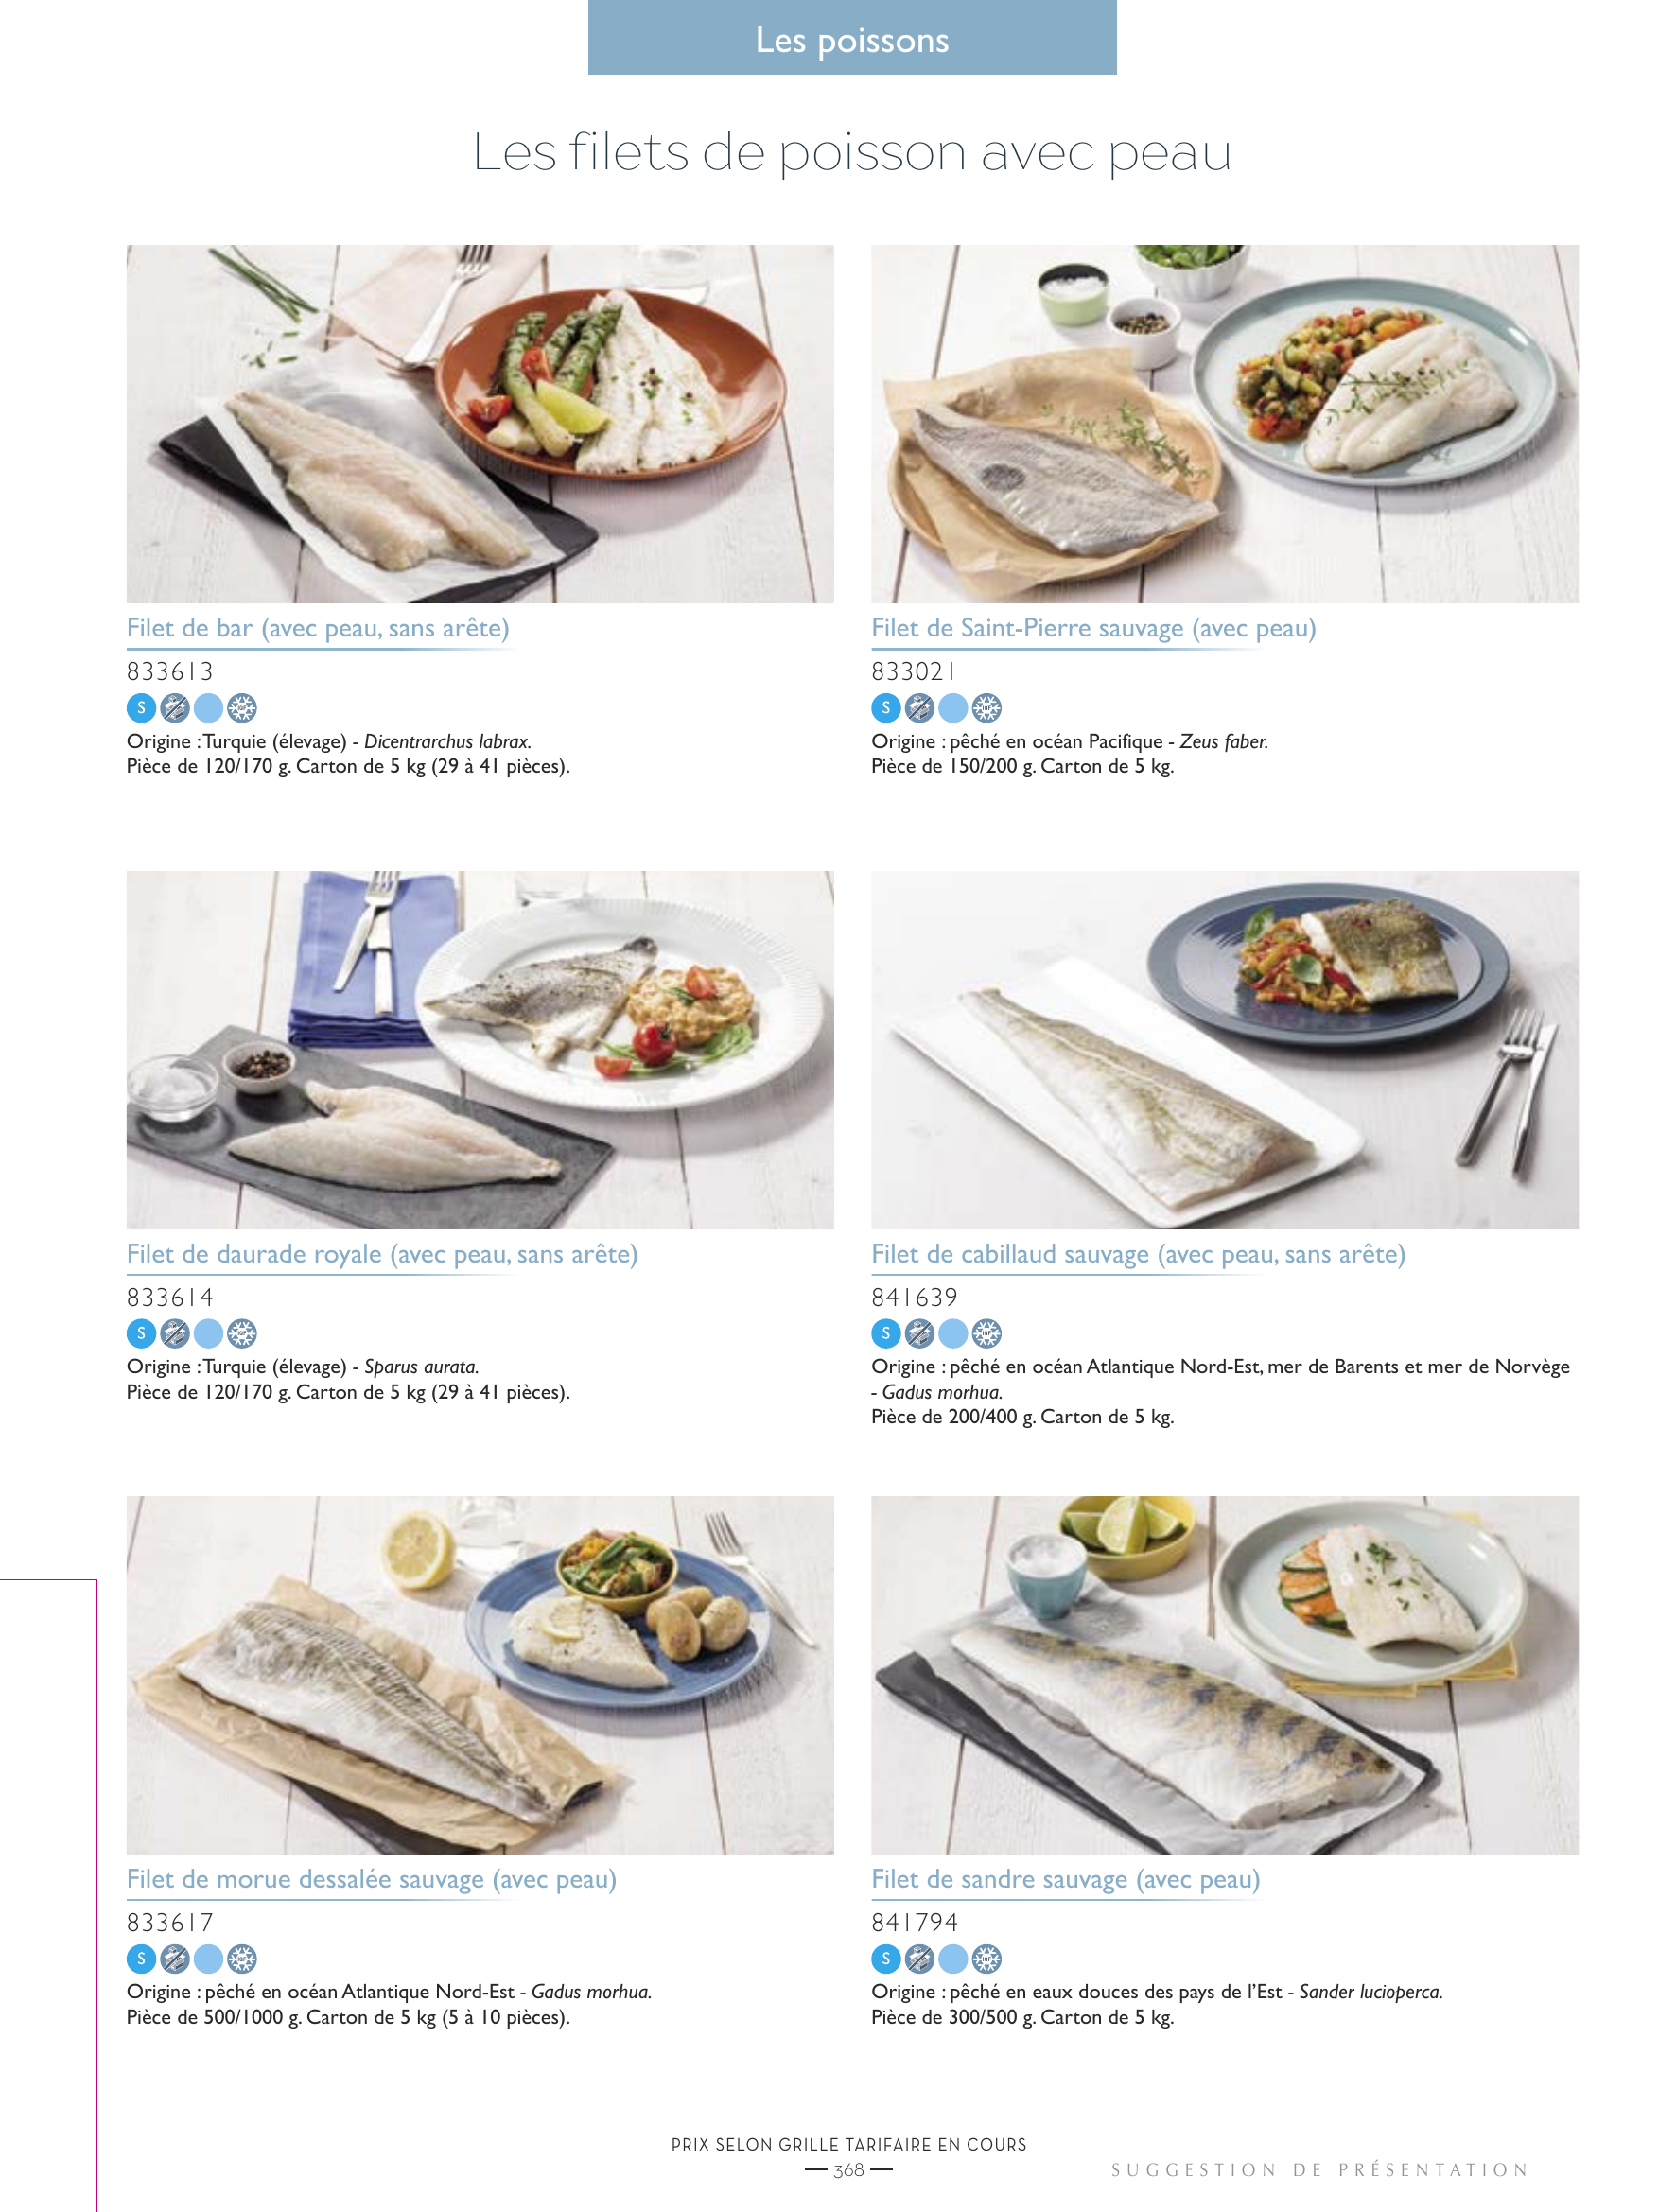 Les poissons
Les filets de poisson avec peau
Filet de bar (avec peau, sans arête)
833613
S
Origine : Turquie (élevage) - Dicentrarchus labrax.
Pièce de 120/170 g. Carton de 5 kg (29 à 41 pièces).
Filet de Saint-Pierre sauvage (avec peau)
833021
S
Origine : pêché en océan Pacifique - Zeus faber.
Pièce de 150/200 g. Carton de 5 kg.
Filet de daurade royale (avec peau, sans arête)
833614
S
Origine : Turquie (élevage) - Sparus aurata.
Pièce de 120/170 g. Carton de 5 kg (29 à 41 pièces).
Filet de cabillaud sauvage (avec peau, sans arête)
841639
S
Origine : pêché en océan Atlantique Nord-Est, mer de Barents et mer de Norvège
- Gadus morhua.
Pièce de 200/400 g. Carton de 5 kg.
Filet de morue dessalée sauvage (avec peau)
833617
S
Origine : pêché en océan Atlantique Nord-Est - Gadus morhua.
Pièce de 500/1000 g. Carton de 5 kg (5 à 10 pièces).
Filet de sandre sauvage (avec peau)
841794
S
Origine : pêché en eaux douces des pays de l'Est - Sander lucioperca.
Pièce de 300/500 g. Carton de 5 kg.
PRIX SELON GRILLE TARIFAIRE EN COURS
— 368 —
SUGGESTION DE PRÉSENTATION